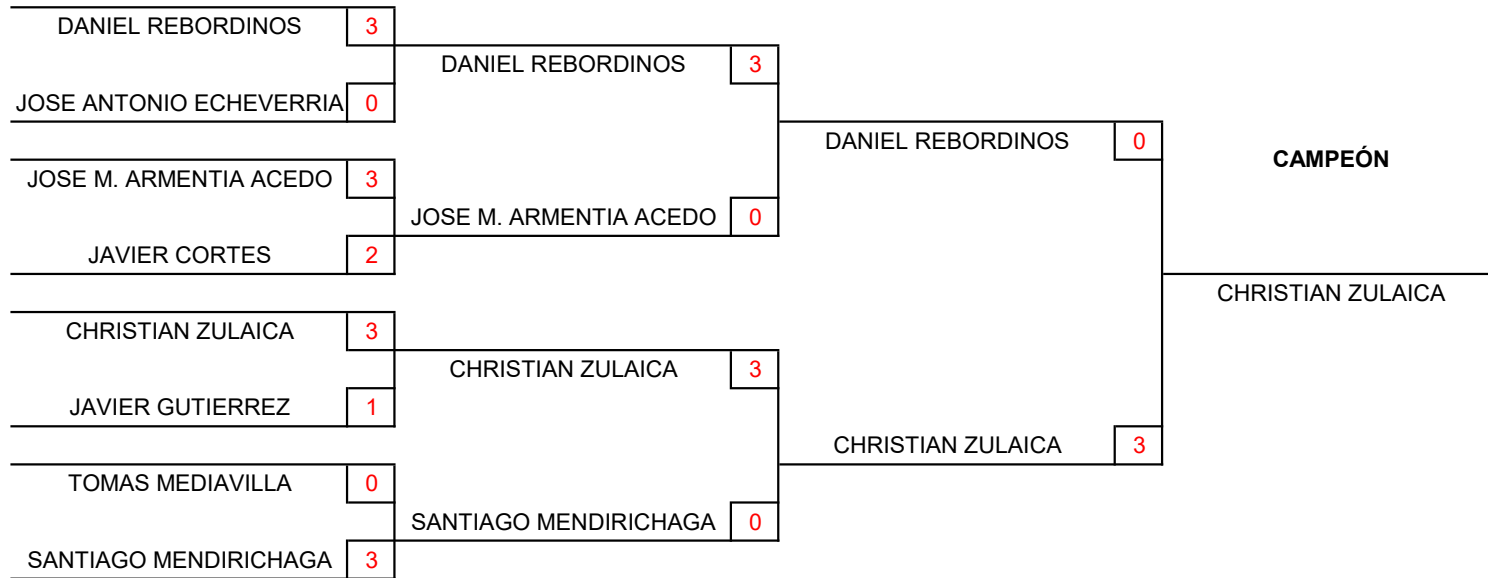 DANIEL REBORDINOS 3
JOSE ANTONIO ECHEVERRIA 0
JOSE M. ARMENTIA ACEDO 3
JAVIER CORTES 2
CHRISTIAN ZULAICA 3
JAVIER GUTIERREZ 1
TOMAS MEDIAVILLA 0
SANTIAGO MENDIRICHAGA 3
DANIEL REBORDINOS 3
JOSE M. ARMENTIA ACEDO 0
CHRISTIAN ZULAICA 3
SANTIAGO MENDIRICHAGA 0
DANIEL REBORDINOS 0
CHRISTIAN ZULAICA 3
CAMPEÓN
CHRISTIAN ZULAICA